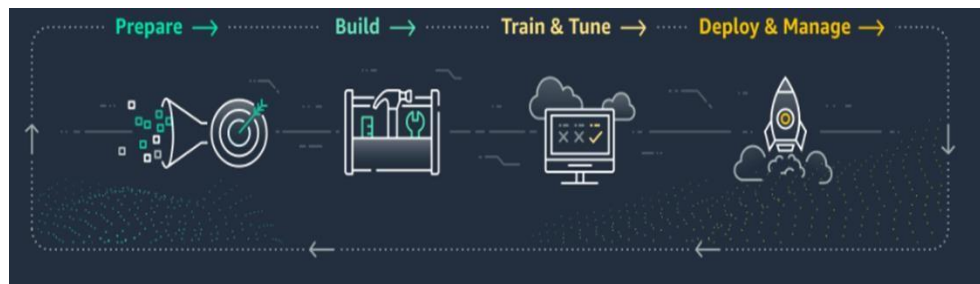 Prepare → Build → Train & Tune → Deploy & Manage →